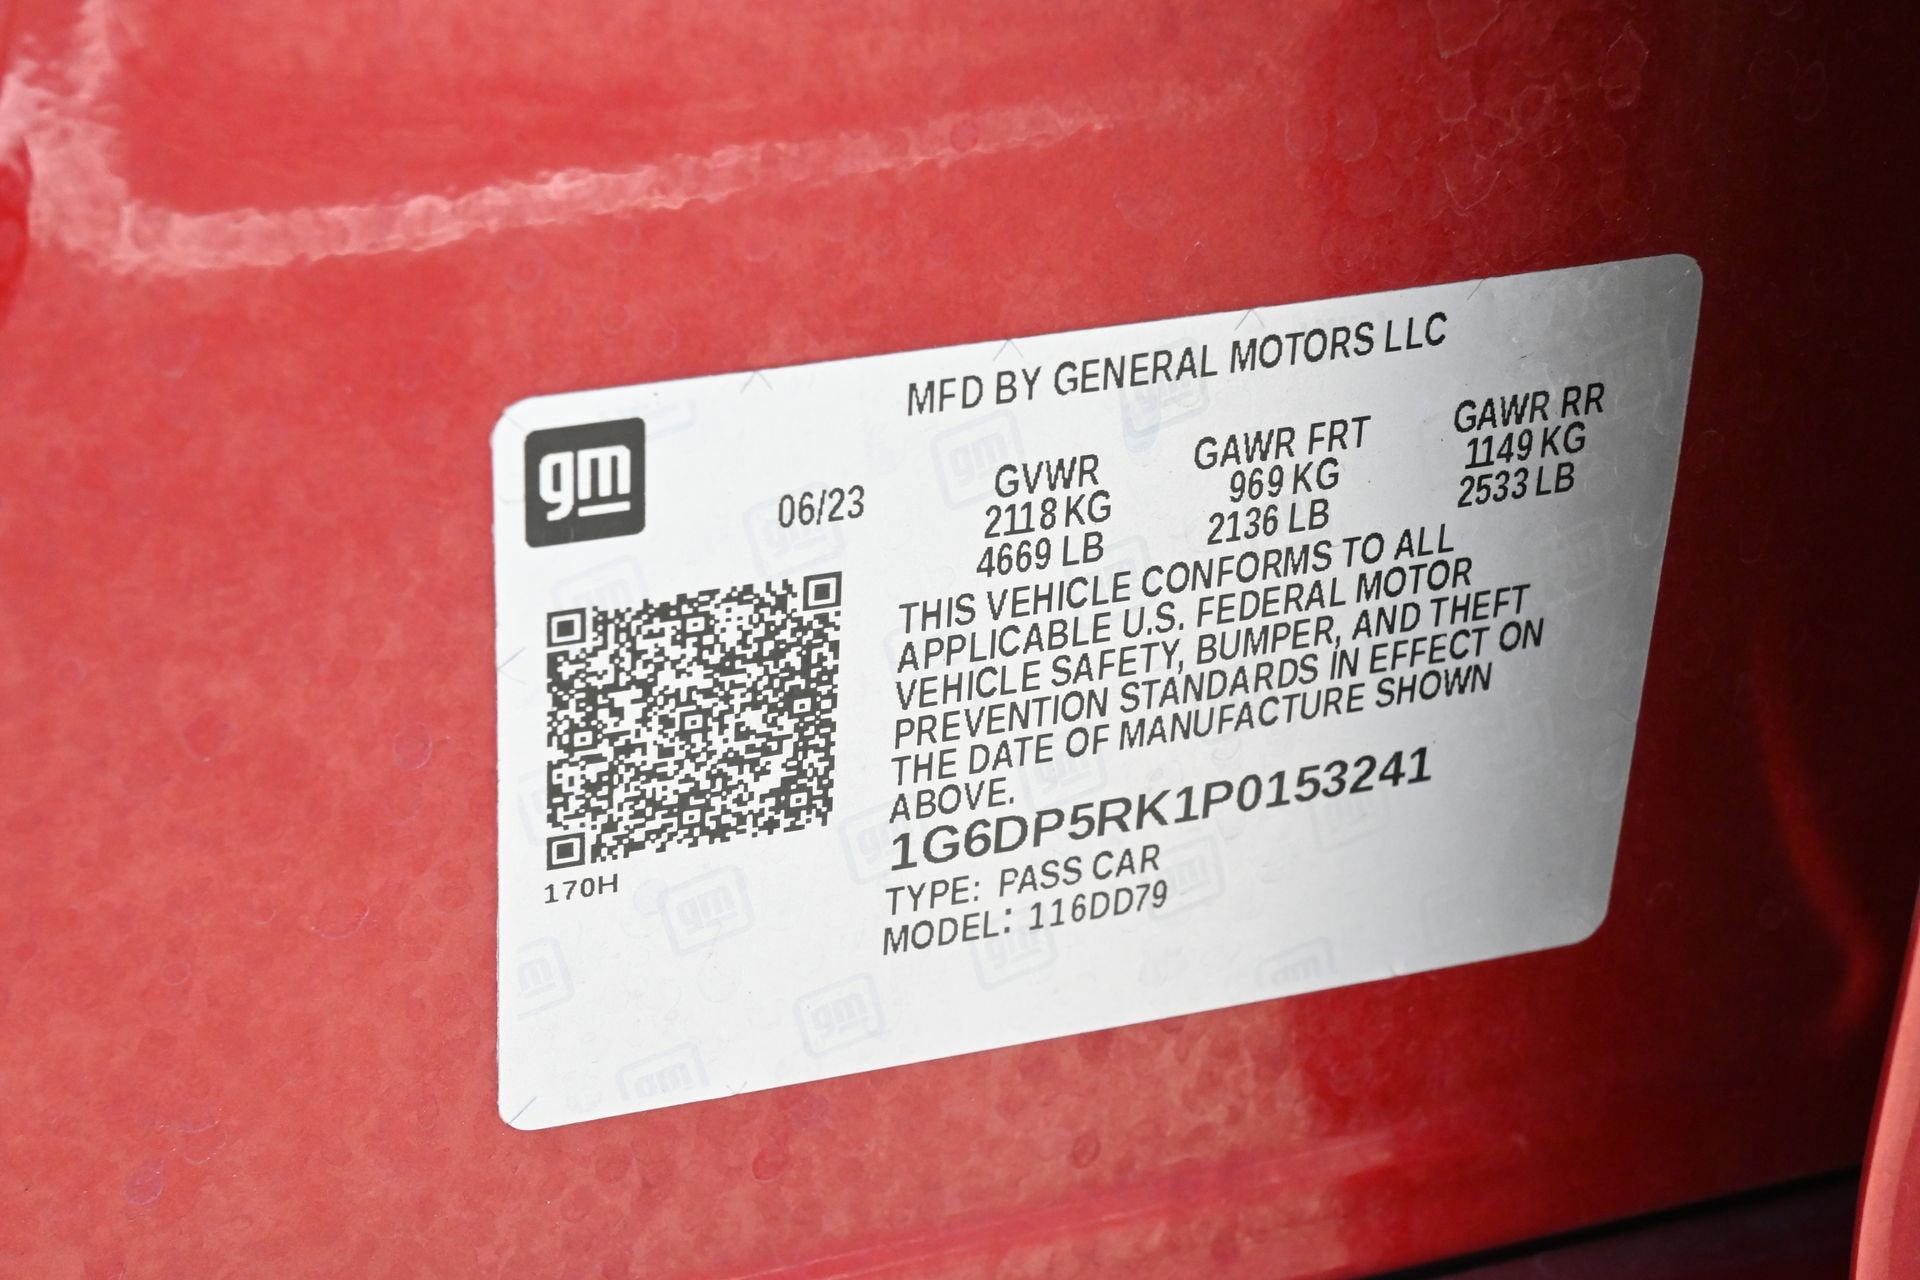 MFD BY GENERAL MOTORS LLC
gm
06/23
GVWR
2118 KG
4669 LB
GAWR FRT
969 KG
2136 LB
GAWR RR
1149 KG
2533 LB
THIS VEHICLE CONFORMS TO ALL
APPLICABLE U.S. FEDERAL MOTOR
VEHICLE SAFETY, BUMPER, AND THEFT
PREVENTION STANDARDS IN EFFECT ON
THE DATE OF MANUFACTURE SHOWN
ABOVE.
1G6DP5RK1P0153241
TYPE: PASS CAR
MODEL: 116DD79
170H